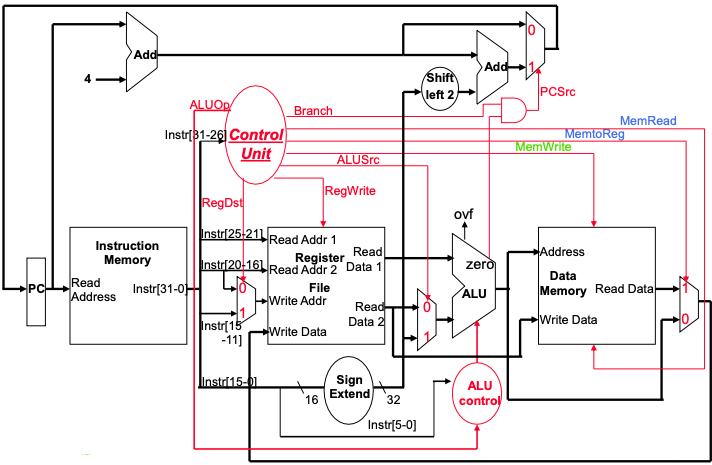 Add
4
Add
0
1
Shift
left 2
PCSrc
ALUOp
Branch
MemRead
Instr[31-26]
Control
Unit
MemtoReg
MemWrite
ALUSrc
RegDst
RegWrite
ovf
Instruction
Memory
Instr[25-21]
Read Addr 1
Register
File
Read
Data 1
zero
Address
Data
Memory
Instr[20-16]
Read Addr 2
PC
Read
Address
Instr[31-0]
0
1
Write Addr
Read
Data 2
0
1
ALU
Read Data
1
0
Instr[15
-11]
Write Data
Write Data
Instr[15-0]
Sign
Extend
16
32
ALU
control
Instr[5-0]